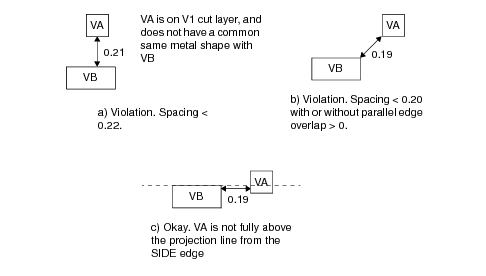 VA
0.21
VB
VA is on V1 cut layer, and
does not have a common
same metal shape with
VB
a) Violation. Spacing <
0.22.
VA
0.19
VB
b) Violation. Spacing < 0.20
with or without parallel edge
overlap > 0.
VA
VB
0.19
c) Okay. VA is not fully above
the projection line from the
SIDE edge